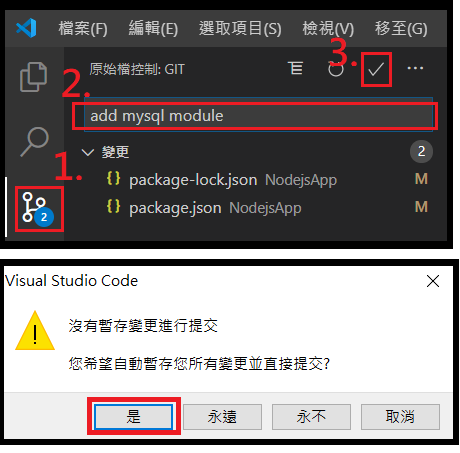 檔案(F) 編輯(E) 選取項目(S) 檢視(V) 移至(G)
原始檔控制: GIT
3.
2.
add mysql module
變更 2
1.
{} package-lock.json NodejsApp M
{} package.json NodejsApp M
2
Visual Studio Code
沒有暫存變更進行提交
您希望自動暫存您所有變更並直接提交?
是 永遠 永不 取消